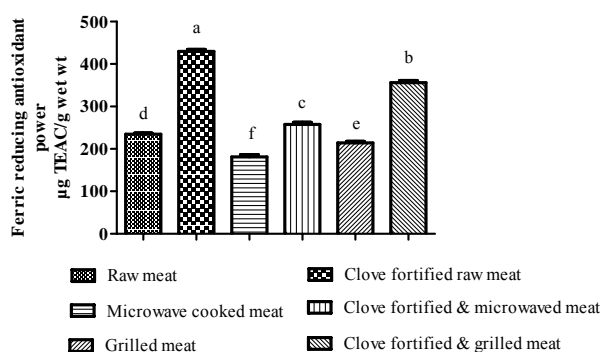 Ferric reducing antioxidant
power
µg TEAC/g wet wt
500
400
300
200
100
0
d
a
f
c
e
b
Raw meat
Clove fortified raw meat
Microwave cooked meat
Clove fortified & microwaved meat
Grilled meat
Clove fortified & grilled meat